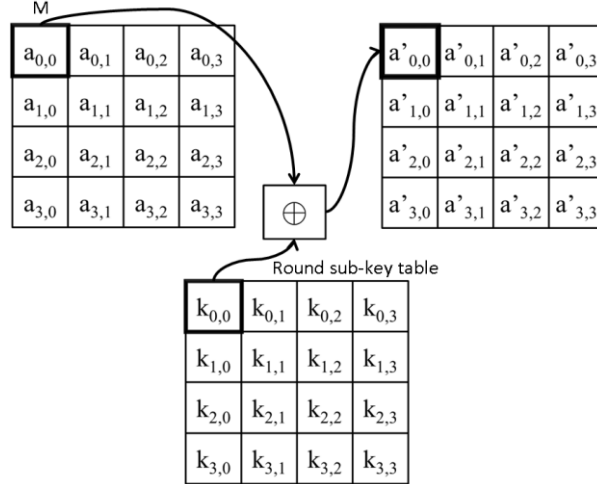 M
a0,0 a0,1 a0,2 a0,3
a1,0 a1,1 a1,2 a1,3
a2,0 a2,1 a2,2 a2,3
a3,0 a3,1 a3,2 a3,3
⊕
a’0,0 a’0,1 a’0,2 a’0,3
a’1,0 a’1,1 a’1,2 a’1,3
a’2,0 a’2,1 a’2,2 a’2,3
a’3,0 a’3,1 a’3,2 a’3,3
Round sub-key table
k0,0 k0,1 k0,2 k0,3
k1,0 k1,1 k1,2 k1,3
k2,0 k2,1 k2,2 k2,3
k3,0 k3,1 k3,2 k3,3